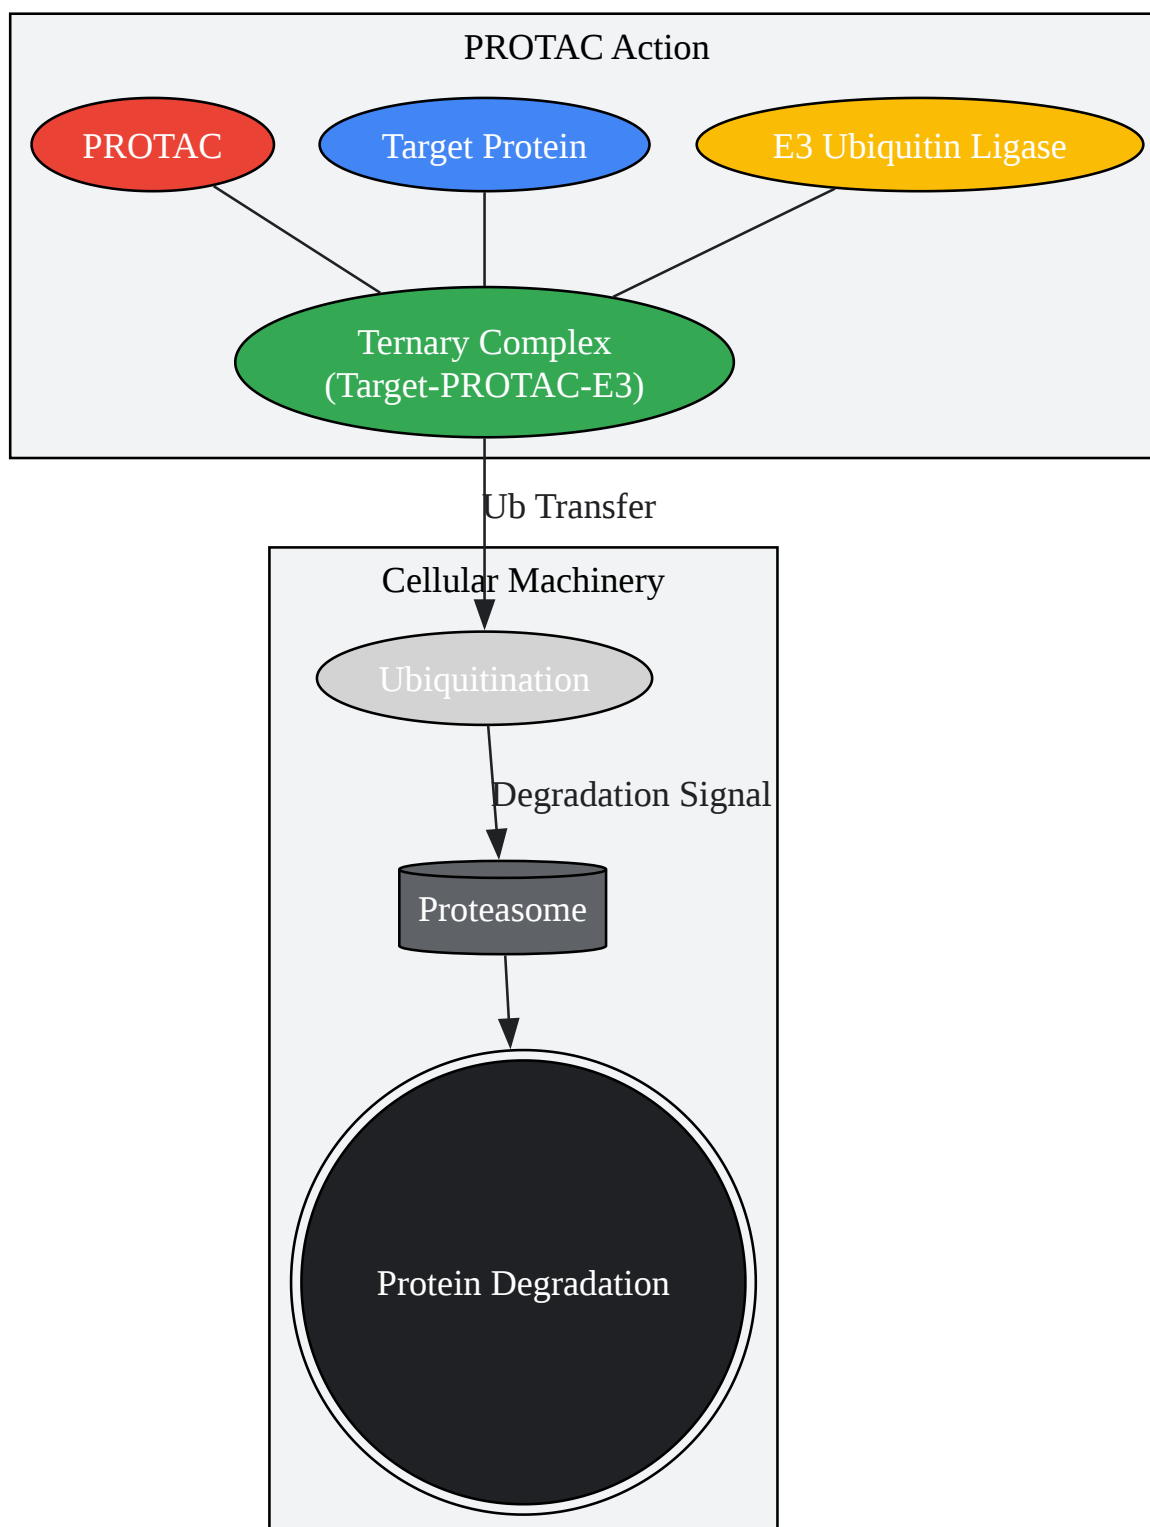 PROTAC Action
PROTAC
Target Protein
E3 Ubiquitin Ligase
Ternary Complex
(Target-PROTAC-E3)
Ub Transfer
Cellular Machinery
Ubiquitination
Degradation Signal
Proteasome
Protein Degradation